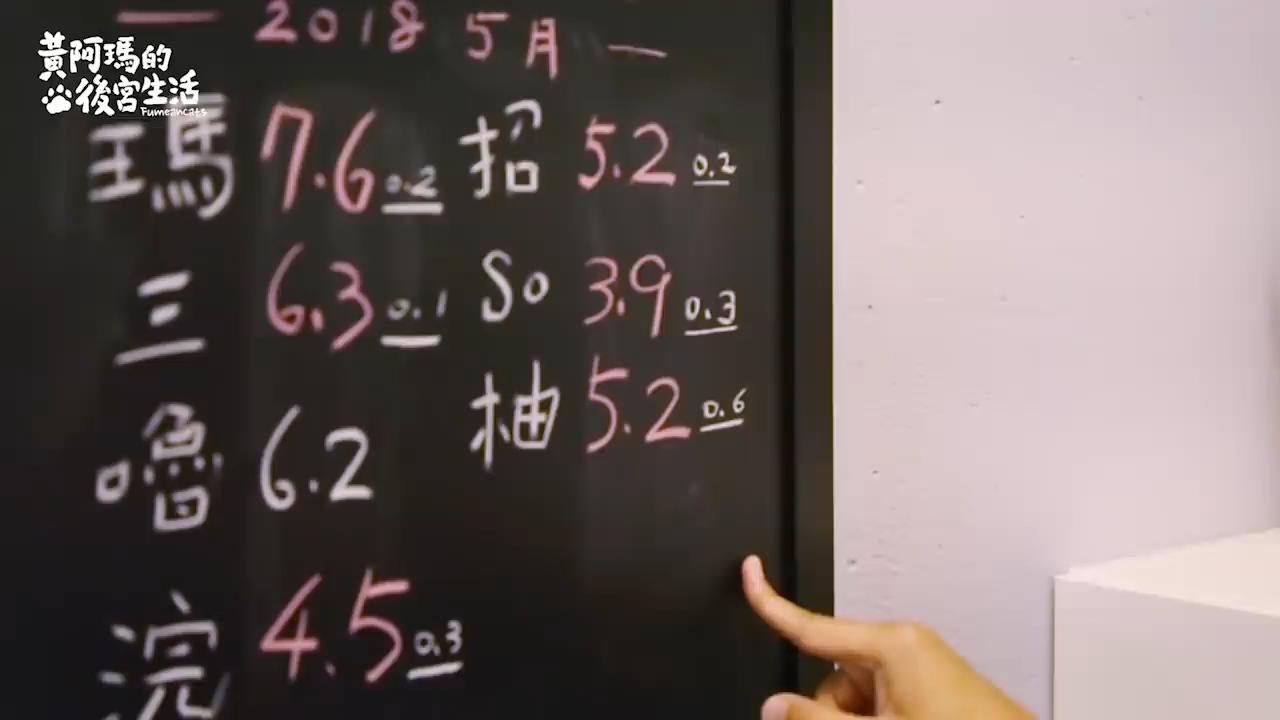 黃阿瑪的
後宮生活
Fumeancats
2018 5月
瑪 7.6 0.2 招 5.2 0.2
三 6.3 0.1 So 3.9 0.3
嚕 6.2 柚 5.2 0.6
浣 4.5 0.3